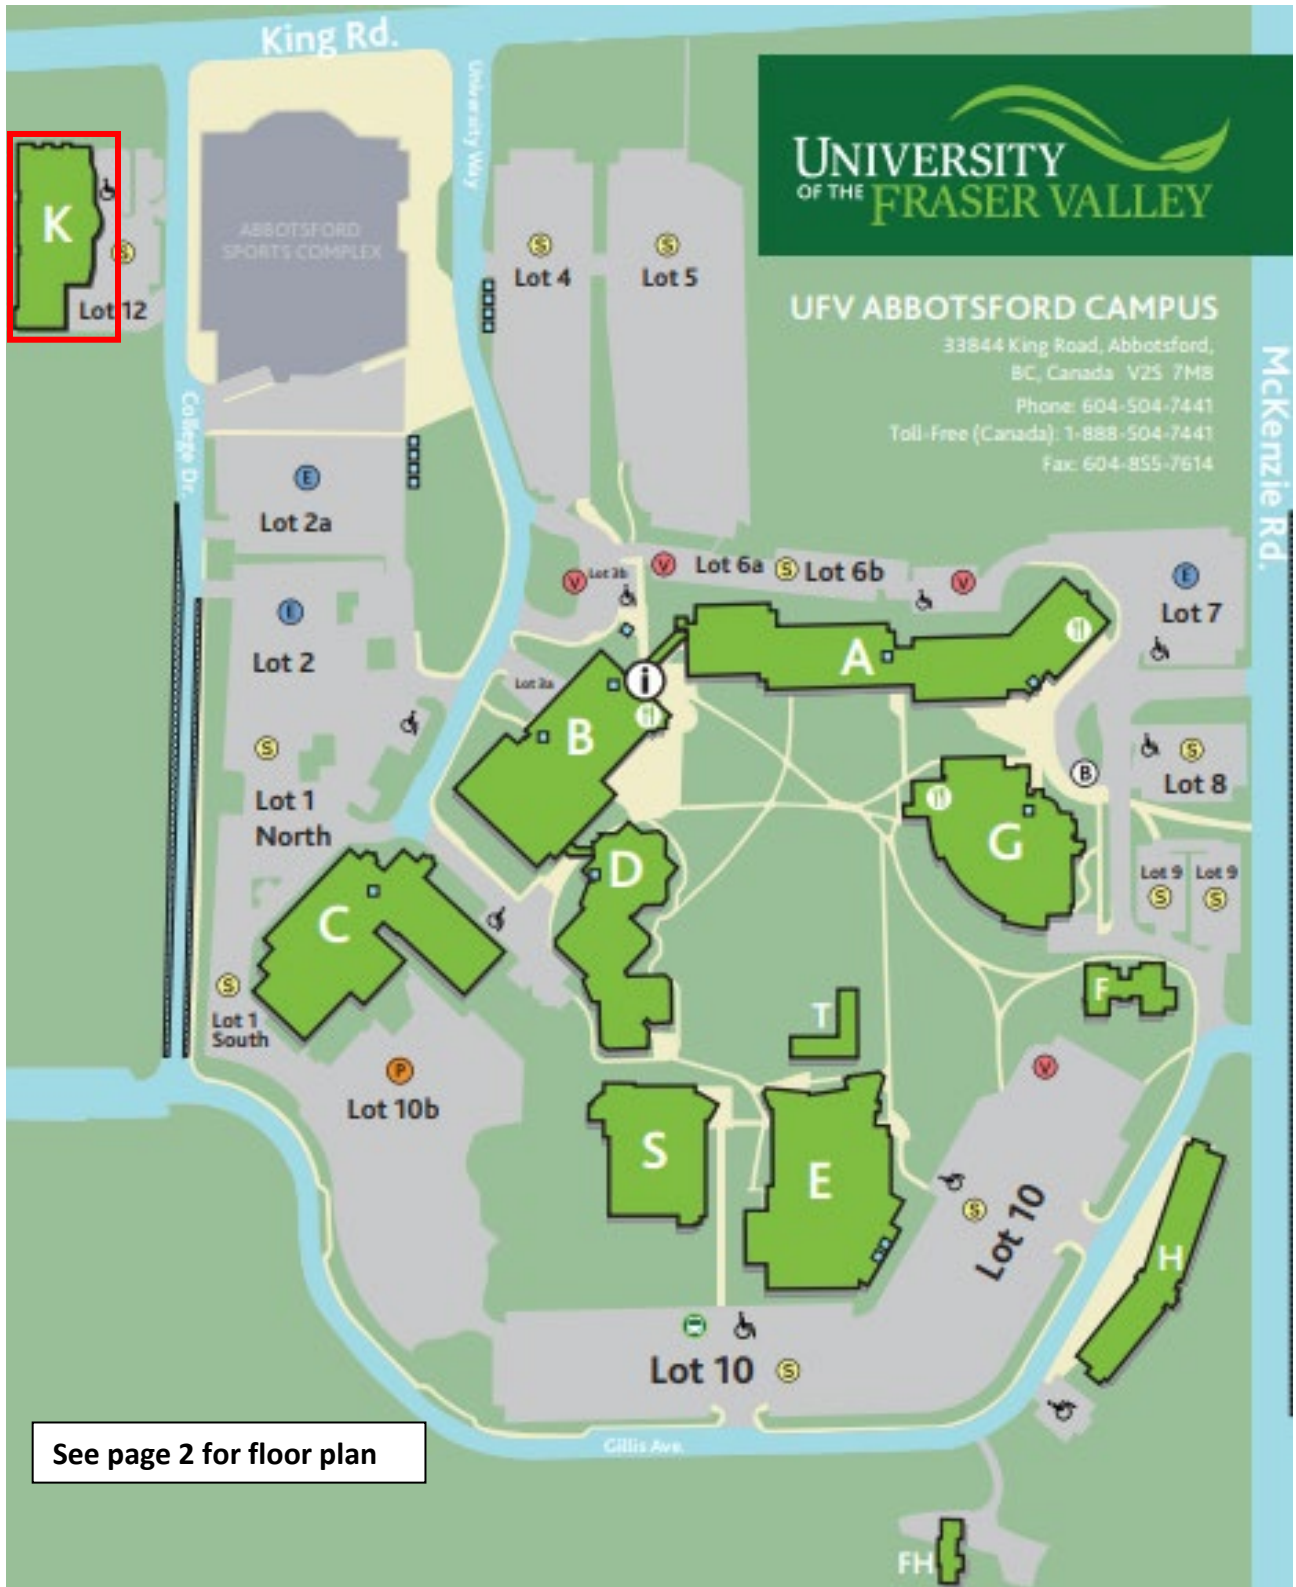 King Rd.
University Way
UNIVERSITY
OF THE FRASER VALLEY
K
S
Lot 12
ABBOTSFORD
SPORTS COMPLEX
S
Lot 4
S
Lot 5
UFV ABBOTSFORD CAMPUS
33844 King Road, Abbotsford,
BC, Canada V2S 7M8
Phone: 604-504-7441
Toll-Free (Canada): 1-888-504-7441
Fax: 604-855-7614
McKenzie Rd.
College Dr.
E
Lot 2a
V
Lot 3b
V
Lot 6a
S
Lot 6b
V
E
Lot 7
E
Lot 2
A
i
Lot 3a
B
S
Lot 1
North
B
S
Lot 8
G
D
Lot 9
S
Lot 9
S
C
S
Lot 1
South
F
T
P
Lot 10b
V
S
E
S
Lot 10
H
Lot 10
S
Gillis Ave.
See page 2 for floor plan
FH